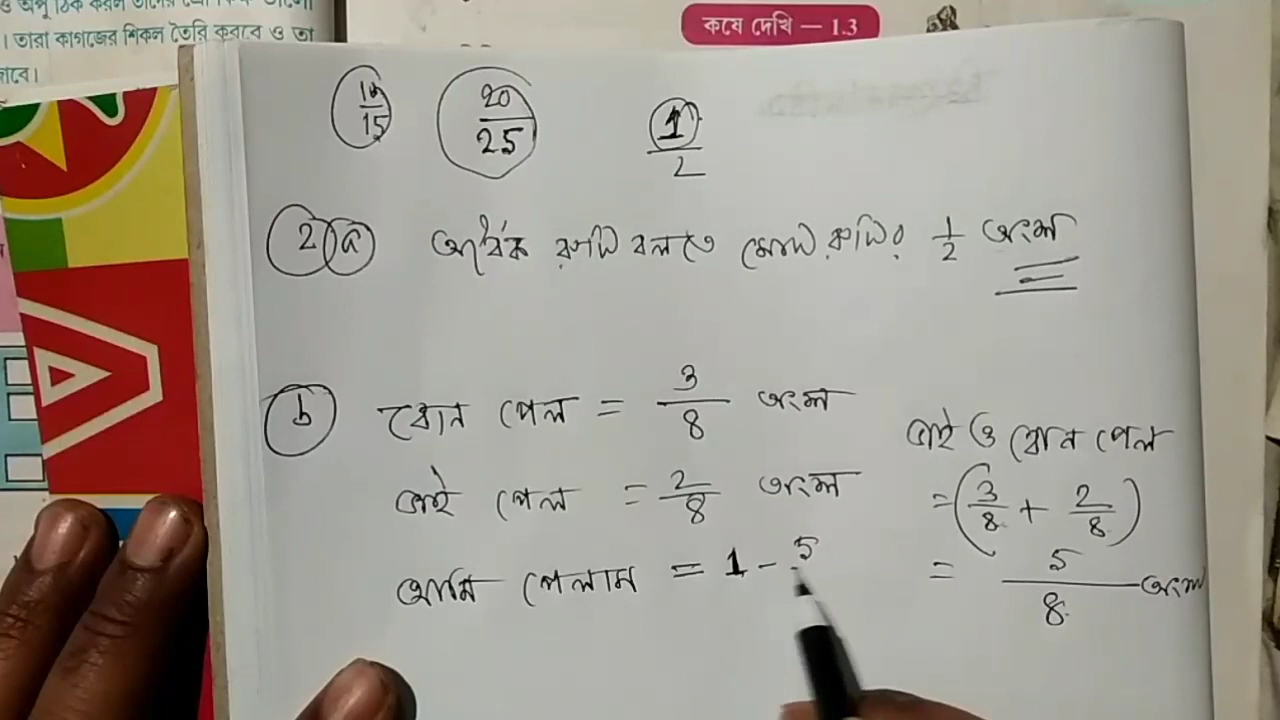 । তারা কাগজের শিকল তৈরি করবে ও তা
কষে দেখি — 1.3
20/25 1/2
2 a অর্ধেক রুটি বলতে মোট রুটির 1/2 অংশ
b বোন পেল = 3/8 অংশ
ভাই পেল = 2/8 অংশ
আমি পেলাম = 1 - 5
ভাই ও বোন পেল
= (3/8 + 2/8)
= 5/8 অংশ